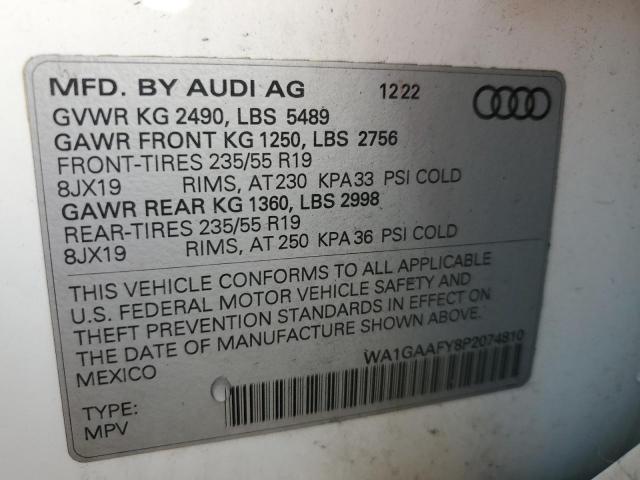 MFD. BY AUDI AG 12 22
GVWR KG 2490, LBS 5489
GAWR FRONT KG 1250, LBS 2756
FRONT-TIRES 235/55 R19
8JX19 RIMS, AT 230 KPA 33 PSI COLD
GAWR REAR KG 1360, LBS 2998
REAR-TIRES 235/55 R19
8JX19 RIMS, AT 250 KPA 36 PSI COLD
THIS VEHICLE CONFORMS TO ALL APPLICABLE
U.S. FEDERAL MOTOR VEHICLE SAFETY AND
THEFT PREVENTION STANDARDS IN EFFECT ON
THE DATE OF MANUFACTURE SHOWN ABOVE.
MEXICO
WA1GAAFY8P2074810
TYPE:
MPV